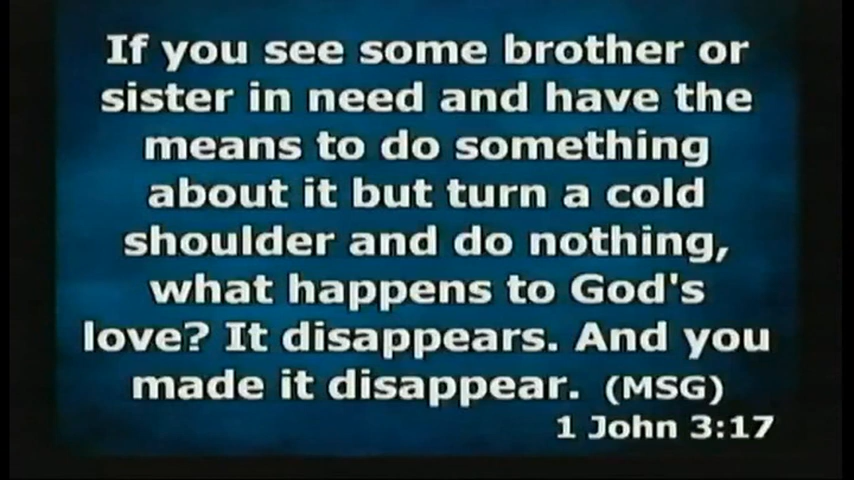 If you see some brother or
sister in need and have the
means to do something
about it but turn a cold
shoulder and do nothing,
what happens to God's
love? It disappears. And you
made it disappear. (MSG)
1 John 3:17